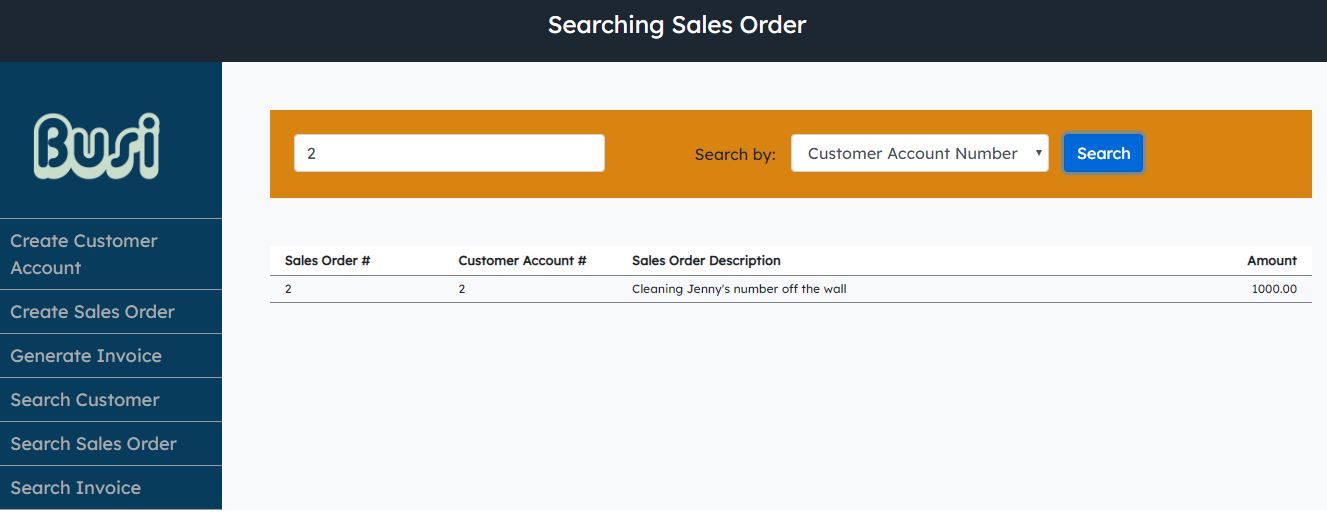 Searching Sales Order
Busi
2 Search by: Customer Account Number Search
Create Customer
Account
Create Sales Order
Generate Invoice
Search Customer
Search Sales Order
Search Invoice
Sales Order # Customer Account # Sales Order Description Amount
2 2 Cleaning Jenny's number off the wall 1000.00